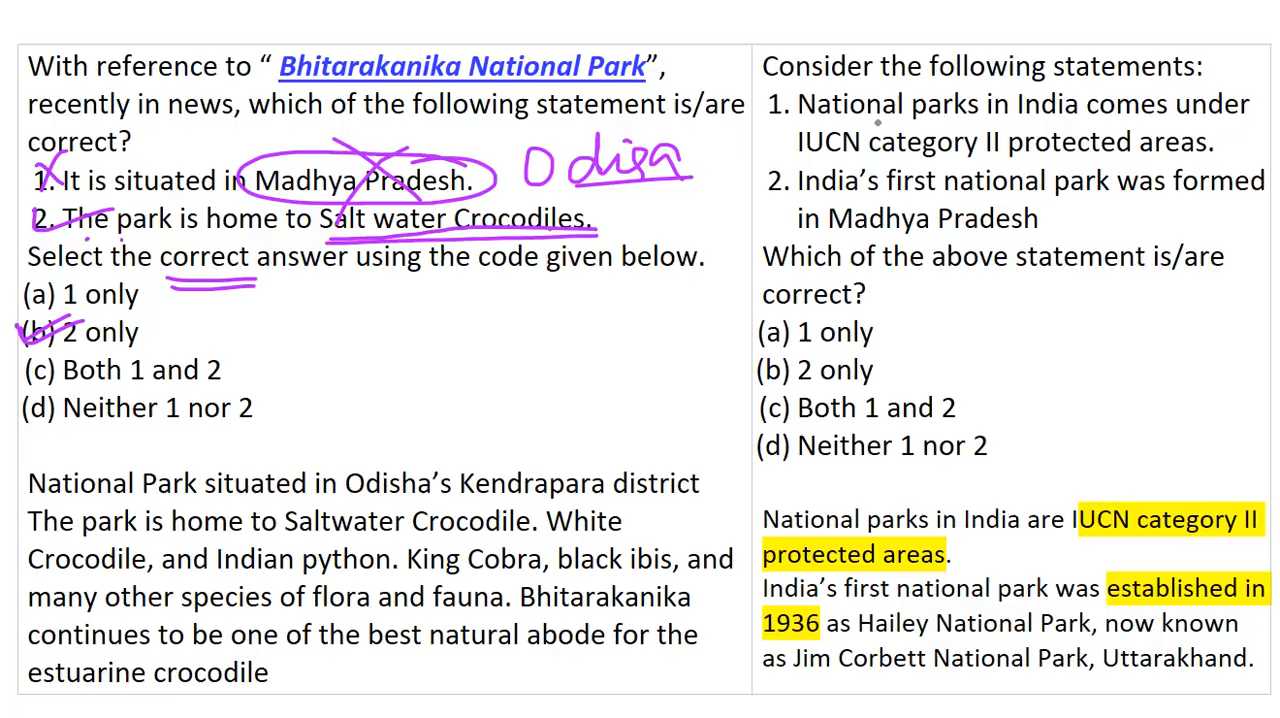 With reference to “ Bhitarakanika National Park”,
recently in news, which of the following statement is/are
correct?
1. It is situated in Madhya Pradesh.
Odisa
2. The park is home to Salt water Crocodiles.
Select the correct answer using the code given below.
(a) 1 only
(b) 2 only
(c) Both 1 and 2
(d) Neither 1 nor 2
National Park situated in Odisha’s Kendrapara district
The park is home to Saltwater Crocodile. White
Crocodile, and Indian python. King Cobra, black ibis, and
many other species of flora and fauna. Bhitarakanika
continues to be one of the best natural abode for the
estuarine crocodile
Consider the following statements:
1. National parks in India comes under
IUCN category II protected areas.
2. India’s first national park was formed
in Madhya Pradesh
Which of the above statement is/are
correct?
(a) 1 only
(b) 2 only
(c) Both 1 and 2
(d) Neither 1 nor 2
National parks in India are IUCN category II
protected areas.
India’s first national park was established in
1936 as Hailey National Park, now known
as Jim Corbett National Park, Uttarakhand.